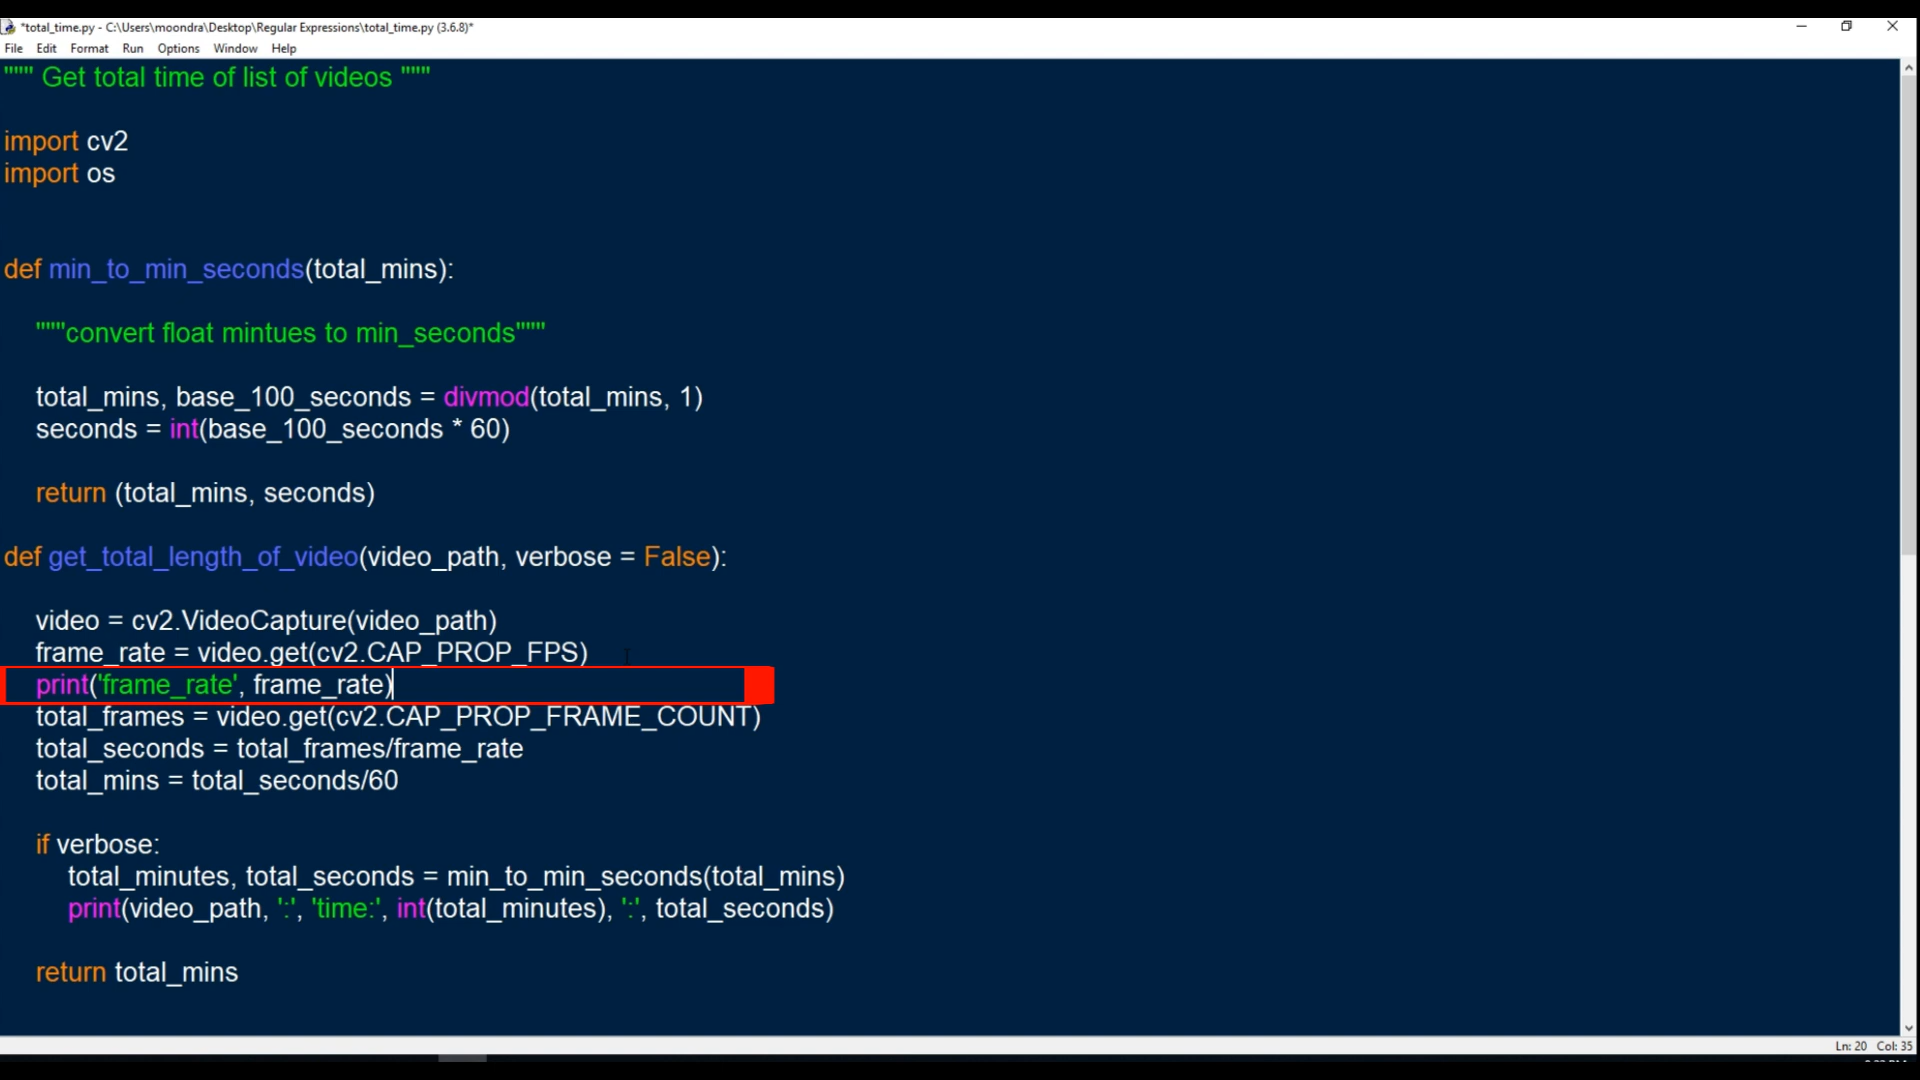 *total_time.py - C:\Users\moondra\Desktop\Regular Expressions\total_time.py (3.6.8)*
File Edit Format Run Options Window Help
""" Get total time of list of videos """
import cv2
import os
def min_to_min_seconds(total_mins):
"""convert float mintues to min_seconds"""
total_mins, base_100_seconds = divmod(total_mins, 1)
seconds = int(base_100_seconds * 60)
return (total_mins, seconds)
def get_total_length_of_video(video_path, verbose = False):
video = cv2.VideoCapture(video_path)
frame_rate = video.get(cv2.CAP_PROP_FPS)
print('frame_rate', frame_rate)
total_frames = video.get(cv2.CAP_PROP_FRAME_COUNT)
total_seconds = total_frames/frame_rate
total_mins = total_seconds/60
if verbose:
total_minutes, total_seconds = min_to_min_seconds(total_mins)
print(video_path, ':', 'time:', int(total_minutes), ':', total_seconds)
return total_mins
Ln: 20 Col: 35